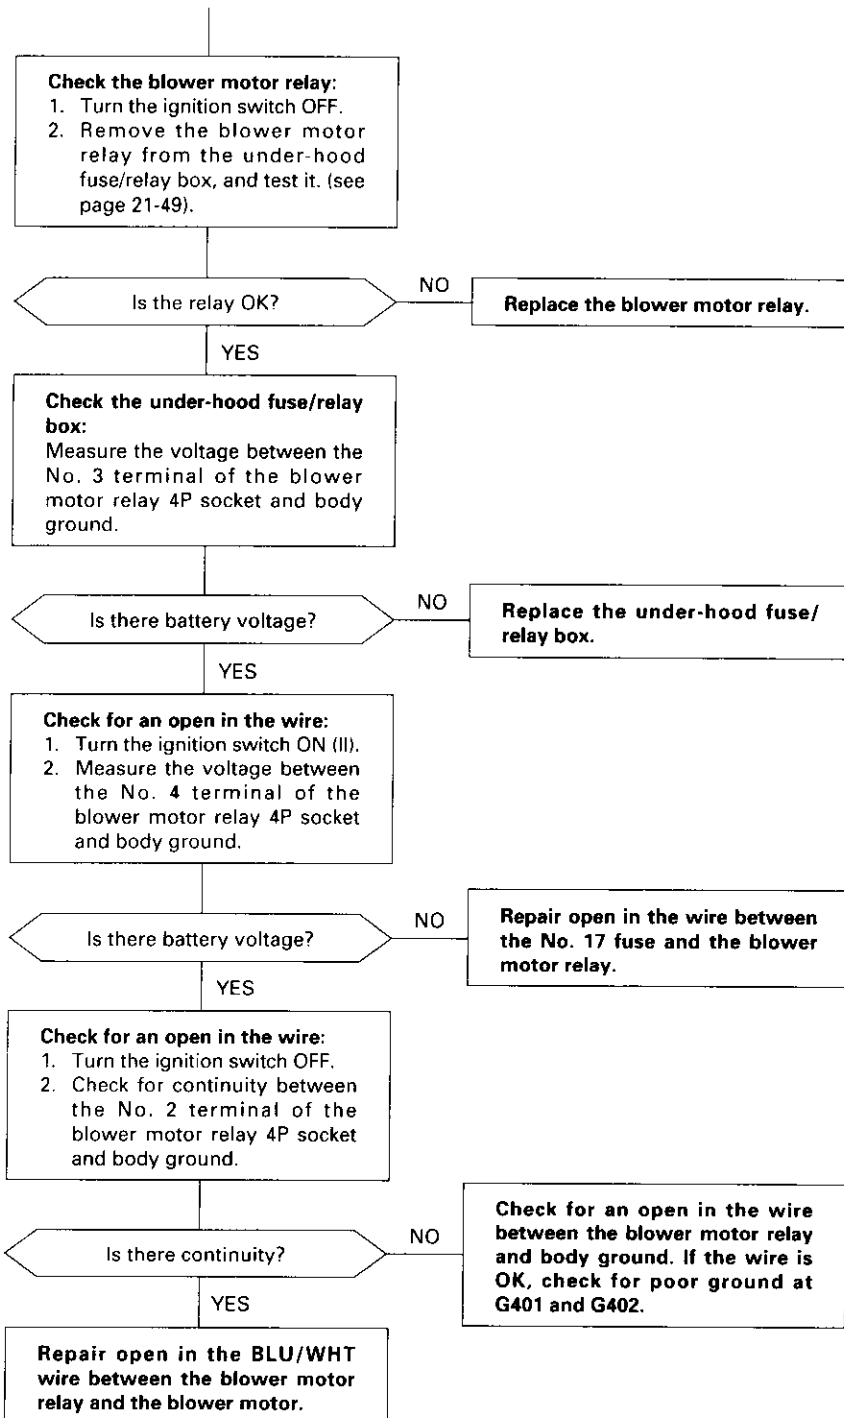 Check the blower motor relay:
1. Turn the ignition switch OFF.
2. Remove the blower motor
relay from the under-hood
fuse/relay box, and test it. (see
page 21-49).
Is the relay OK?
NO
Replace the blower motor relay.
YES
Check the under-hood fuse/relay
box:
Measure the voltage between the
No. 3 terminal of the blower
motor relay 4P socket and body
ground.
Is there battery voltage?
NO
Replace the under-hood fuse/
relay box.
YES
Check for an open in the wire:
1. Turn the ignition switch ON (II).
2. Measure the voltage between
the No. 4 terminal of the
blower motor relay 4P socket
and body ground.
Is there battery voltage?
NO
Repair open in the wire between
the No. 17 fuse and the blower
motor relay.
YES
Check for an open in the wire:
1. Turn the ignition switch OFF.
2. Check for continuity between
the No. 2 terminal of the
blower motor relay 4P socket
and body ground.
Is there continuity?
NO
Check for an open in the wire
between the blower motor relay
and body ground. If the wire is
OK, check for poor ground at
G401 and G402.
YES
Repair open in the BLU/WHT
wire between the blower motor
relay and the blower motor.